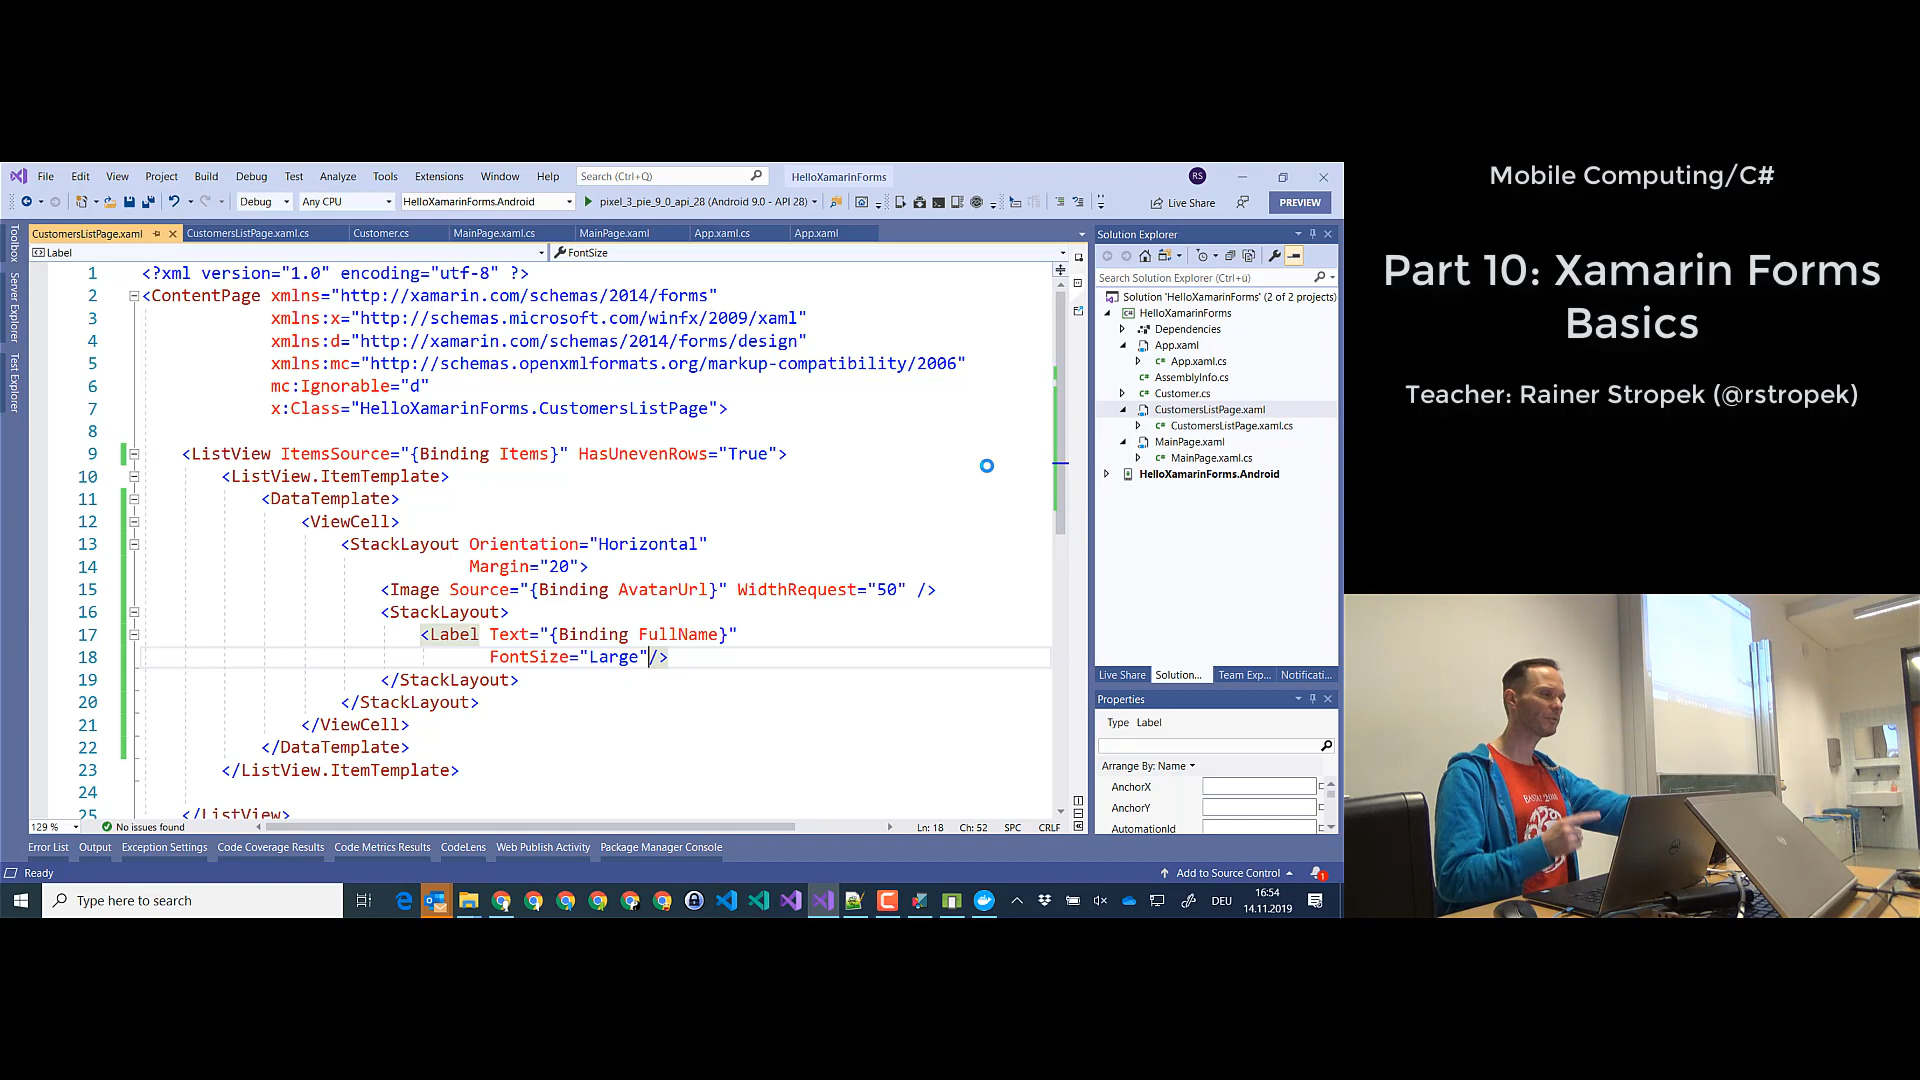 File Edit View Project Build Debug Test Analyze Tools Extensions Window Help Search (Ctrl+Q) HelloXamarinForms RS
Debug Any CPU HelloXamarinForms.Android pixel_3_pie_9_0_api_28 (Android 9.0 - API 28) Live Share PREVIEW
CustomersListPage.xaml CustomersListPage.xaml.cs Customer.cs MainPage.xaml.cs MainPage.xaml App.xaml.cs App.xaml
Label FontSize
Toolbox
Server Explorer
Test Explorer
1 <?xml version="1.0" encoding="utf-8" ?>
2 <ContentPage xmlns="http://xamarin.com/schemas/2014/forms"
3 xmlns:x="http://schemas.microsoft.com/winfx/2009/xaml"
4 xmlns:d="http://xamarin.com/schemas/2014/forms/design"
5 xmlns:mc="http://schemas.openxmlformats.org/markup-compatibility/2006"
6 mc:Ignorable="d"
7 x:Class="HelloXamarinForms.CustomersListPage">
8
9 <ListView ItemsSource="{Binding Items}" HasUnevenRows="True">
10 <ListView.ItemTemplate>
11 <DataTemplate>
12 <ViewCell>
13 <StackLayout Orientation="Horizontal"
14 Margin="20">
15 <Image Source="{Binding AvatarUrl}" WidthRequest="50" />
16 <StackLayout>
17 <Label Text="{Binding FullName}"
18 FontSize="Large"/>
19 </StackLayout>
20 </StackLayout>
21 </ViewCell>
22 </DataTemplate>
23 </ListView.ItemTemplate>
24
25 </ListView>
129 % No issues found Ln: 18 Ch: 52 SPC CRLF
Error List Output Exception Settings Code Coverage Results Code Metrics Results CodeLens Web Publish Activity Package Manager Console
Ready Add to Source Control 1
Solution Explorer
Search Solution Explorer (Ctrl+ü)
Solution 'HelloXamarinForms' (2 of 2 projects)
HelloXamarinForms
Dependencies
App.xaml
App.xaml.cs
AssemblyInfo.cs
Customer.cs
CustomersListPage.xaml
CustomersListPage.xaml.cs
MainPage.xaml
MainPage.xaml.cs
HelloXamarinForms.Android
Live Share Solution... Team Exp... Notificati...
Properties
Type Label
Arrange By: Name
AnchorX
AnchorY
AutomationId
Type here to search DEU 16:54
14.11.2019
Mobile Computing/C#
Part 10: Xamarin Forms
Basics
Teacher: Rainer Stropek (@rstropek)
BASTA! 2018